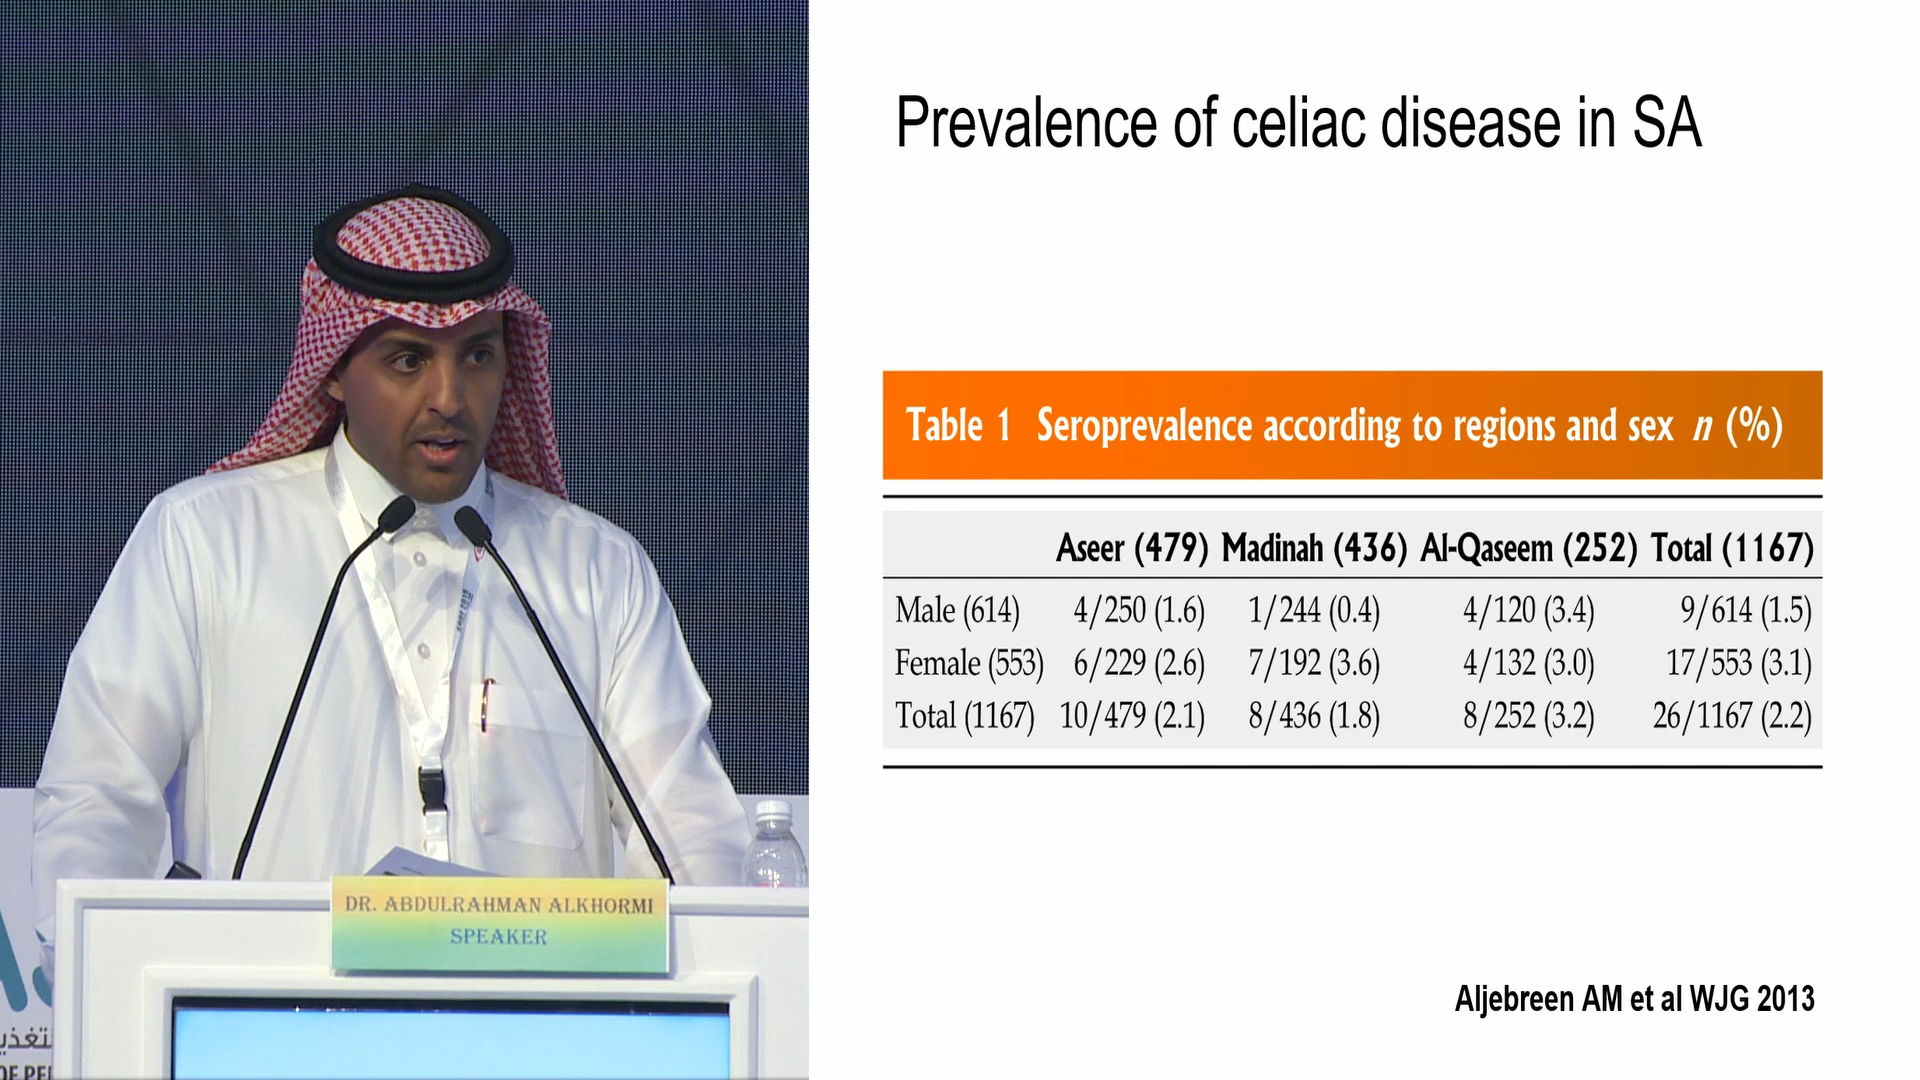 Prevalence of celiac disease in SA
Table 1 Seroprevalence according to regions and sex n (%)
Aseer (479) Madinah (436) Al-Qaseem (252) Total (1167)
Male (614) 4/250 (1.6) 1/244 (0.4) 4/120 (3.4) 9/614 (1.5)
Female (553) 6/229 (2.6) 7/192 (3.6) 4/132 (3.0) 17/553 (3.1)
Total (1167) 10/479 (2.1) 8/436 (1.8) 8/252 (3.2) 26/1167 (2.2)
Aljebreen AM et al WJG 2013
DR. ABDULRAHMAN ALKHORMI
SPEAKER
OF